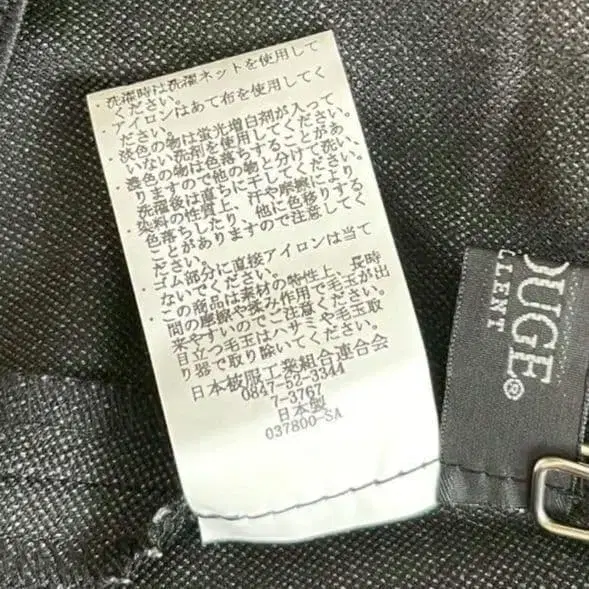 ・洗濯時は洗濯ネットを使用して
ください。
・アイロンはあて布を使用してく
ださい。
・淡色の物は蛍光増白剤が入って
いない洗剤を使用してください。
・濃色の物は色落ちすることがあ
りますので他の物と分けて洗い、
洗濯後は直ちに干してください。
・染料の性質上、汗や摩擦により
色落ちしたり、他に色移りする
ことがありますので注意してく
ださい。
・ゴム部分に直接アイロンは当て
ないでください。
・この商品は素材の特性上、長時
間の摩擦や揉み作用で毛玉が出
来やすいのでご注意ください。
目立つ毛玉はハサミや毛玉取
り器で取り除いてください。
日本被服工業組合連合会
0847-52-3344
7-3767
日本製
037800-SA
OUGE®
LLENT